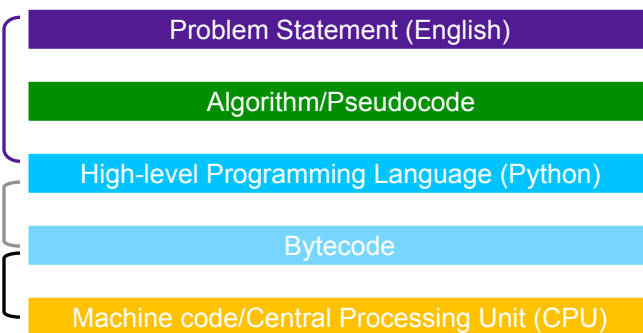 Problem Statement (English)
Algorithm/Pseudocode
High-level Programming Language (Python)
Bytecode
Machine code/Central Processing Unit (CPU)